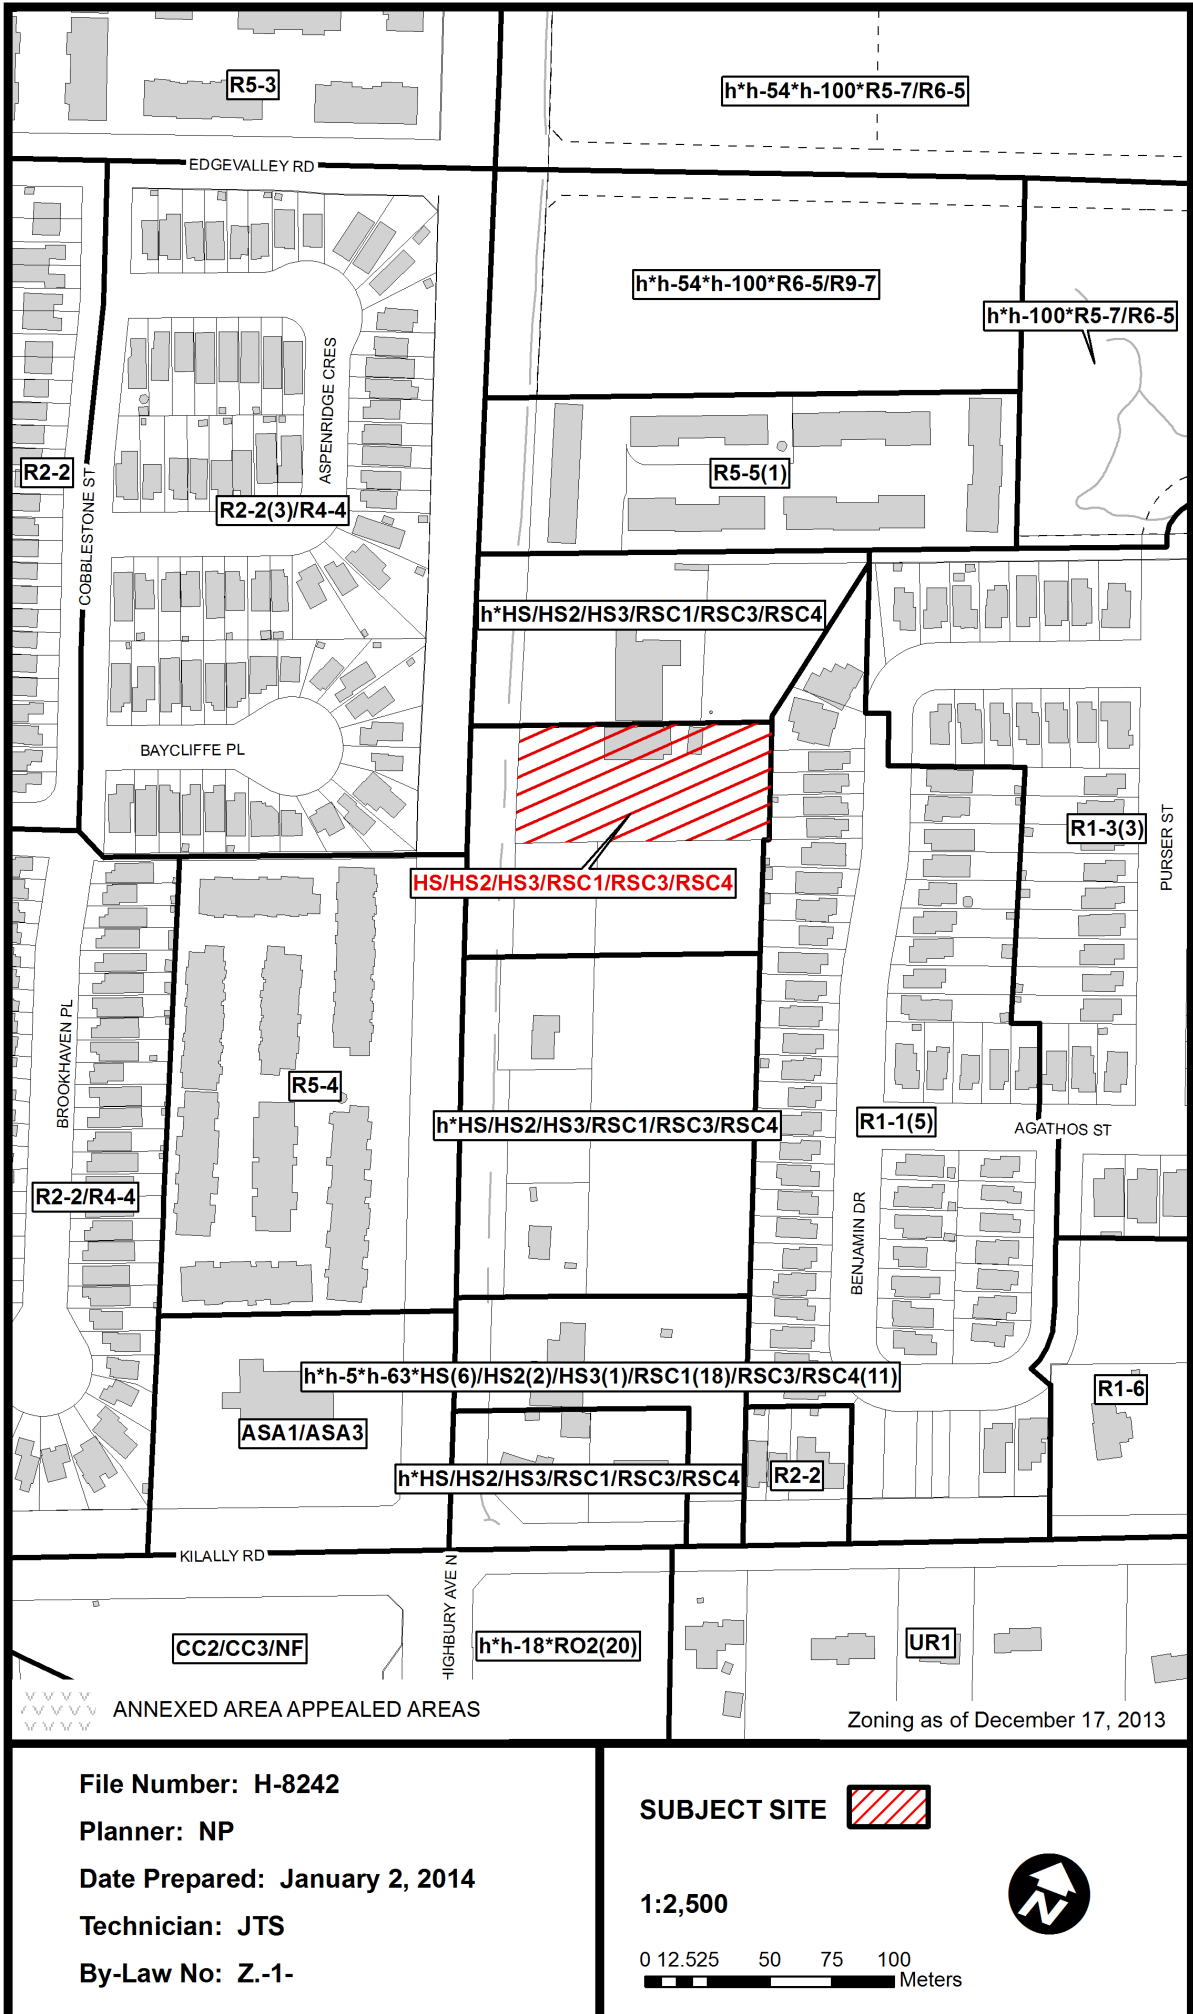 R5-3
h*h-54*h-100*R5-7/R6-5
EDGEVALLEY RD
h*h-54*h-100*R6-5/R9-7
h*h-100*R5-7/R6-5
ASPENRIDGE CRES
R2-2
COBBLESTONE ST
R5-5(1)
R2-2(3)/R4-4
h*HS/HS2/HS3/RSC1/RSC3/RSC4
BAYCLIFFE PL
R1-3(3)
PURSER ST
HS/HS2/HS3/RSC1/RSC3/RSC4
BROOKHAVEN PL
R5-4
h*HS/HS2/HS3/RSC1/RSC3/RSC4
R1-1(5)
AGATHOS ST
R2-2/R4-4
BENJAMIN DR
h*h-5*h-63*HS(6)/HS2(2)/HS3(1)/RSC1(18)/RSC3/RSC4(11)
R1-6
ASA1/ASA3
h*HS/HS2/HS3/RSC1/RSC3/RSC4
R2-2
KILALLY RD
HIGHBURY AVE N
CC2/CC3/NF
h*h-18*RO2(20)
UR1
ANNEXED AREA APPEALED AREAS
Zoning as of December 17, 2013
File Number: H-8242
Planner: NP
Date Prepared: January 2, 2014
Technician: JTS
By-Law No: Z.-1-
SUBJECT SITE
1:2,500
N
0 12.525 50 75 100
Meters